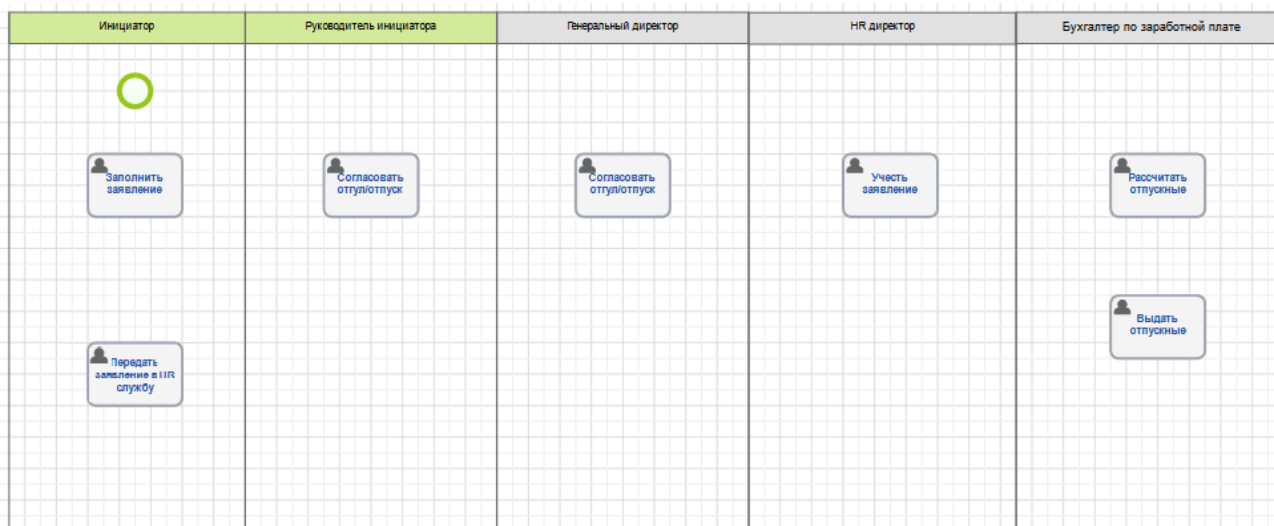 Инициатор
Руководитель инициатора
Генеральный директор
HR директор
Бухгалтер по заработной плате
Заполнить
заявление
Согласовать
отгул/отпуск
Согласовать
отгул/отпуск
Учесть
заявление
Рассчитать
отпускные
Выдать
отпускные
Передать
заявление в HR
службу